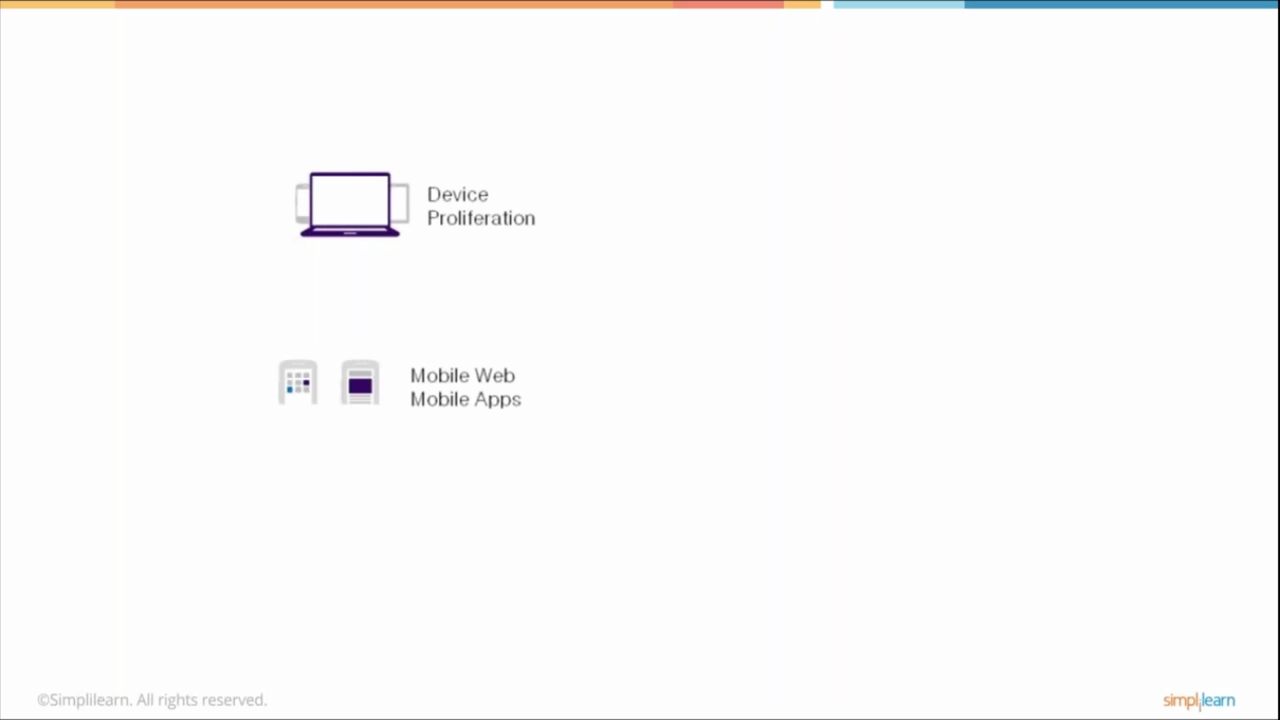 Device
Proliferation
Mobile Web
Mobile Apps
©Simplilearn. All rights reserved.
simplilearn